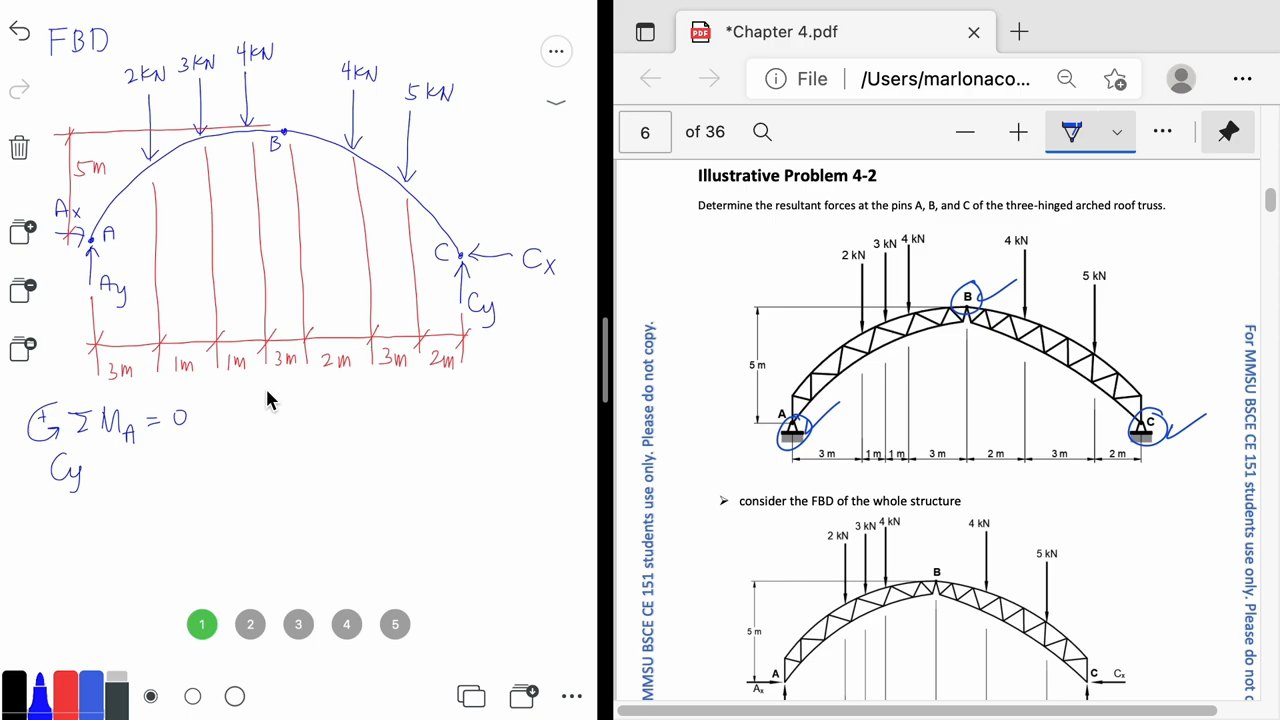 FBD
2kN 3kN 4kN 4kN 5kN
B
5m
Ax
A
Ay
C
Cx
Cy
3m 1m 1m 3m 2m 3m 2m
+ ΣM_A = 0
Cy
1 2 3 4 5
*Chapter 4.pdf
File /Users/marlonaco...
6 of 36
Illustrative Problem 4-2
Determine the resultant forces at the pins A, B, and C of the three-hinged arched roof truss.
2 kN 3 kN 4 kN 4 kN 5 kN
B
5 m
A
C
3 m 1 m 1 m 3 m 2 m 3 m 2 m
➢ consider the FBD of the whole structure
2 kN 3 kN 4 kN 4 kN 5 kN
B
5 m
A
Ax
C Cx
MMSU BSCE CE 151 students use only. Please do not copy.
For MMSU BSCE CE 151 students use only. Please do not c